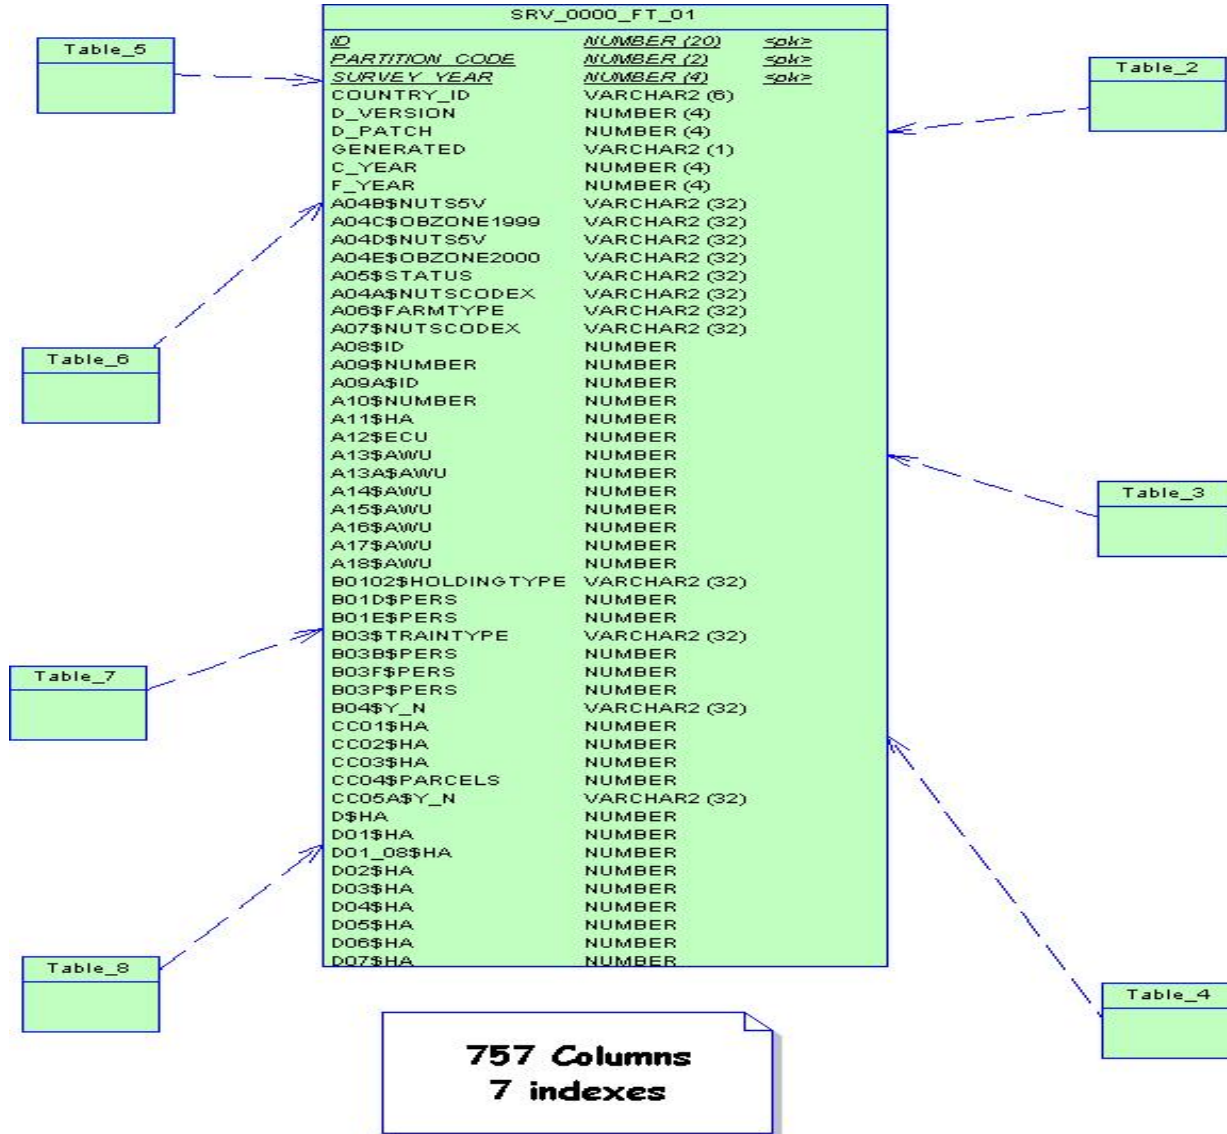 SRV_0000_FT_01
ID NUMBER (20) <pk>
PARTITION_CODE NUMBER (2) <pk>
SURVEY_YEAR NUMBER (4) <pk>
COUNTRY_ID VARCHAR2 (6)
D_VERSION NUMBER (4)
D_PATCH NUMBER (4)
GENERATED VARCHAR2 (1)
C_YEAR NUMBER (4)
F_YEAR NUMBER (4)
A04B$NUTS5V VARCHAR2 (32)
A04C$OBZONE1999 VARCHAR2 (32)
A04D$NUTS5V VARCHAR2 (32)
A04E$OBZONE2000 VARCHAR2 (32)
A05$STATUS VARCHAR2 (32)
A04A$NUTSCODEX VARCHAR2 (32)
A06$FARMTYPE VARCHAR2 (32)
A07$NUTSCODEX VARCHAR2 (32)
A08$ID NUMBER
A09$NUMBER NUMBER
A09A$ID NUMBER
A10$NUMBER NUMBER
A11$HA NUMBER
A12$ECU NUMBER
A13$AWU NUMBER
A13A$AWU NUMBER
A14$AWU NUMBER
A15$AWU NUMBER
A16$AWU NUMBER
A17$AWU NUMBER
A18$AWU NUMBER
B0102$HOLDINGTYPE VARCHAR2 (32)
B01D$PERS NUMBER
B01E$PERS NUMBER
B03$TRAINTYPE VARCHAR2 (32)
B03B$PERS NUMBER
B03F$PERS NUMBER
B03P$PERS NUMBER
B04$Y_N VARCHAR2 (32)
CC01$HA NUMBER
CC02$HA NUMBER
CC03$HA NUMBER
CC04$PARCELS NUMBER
CC05A$Y_N VARCHAR2 (32)
D$HA NUMBER
D01$HA NUMBER
D01_08$HA NUMBER
D02$HA NUMBER
D03$HA NUMBER
D04$HA NUMBER
D05$HA NUMBER
D06$HA NUMBER
D07$HA NUMBER
Table_5
Table_6
Table_7
Table_8
Table_2
Table_3
Table_4
757 Columns
7 indexes